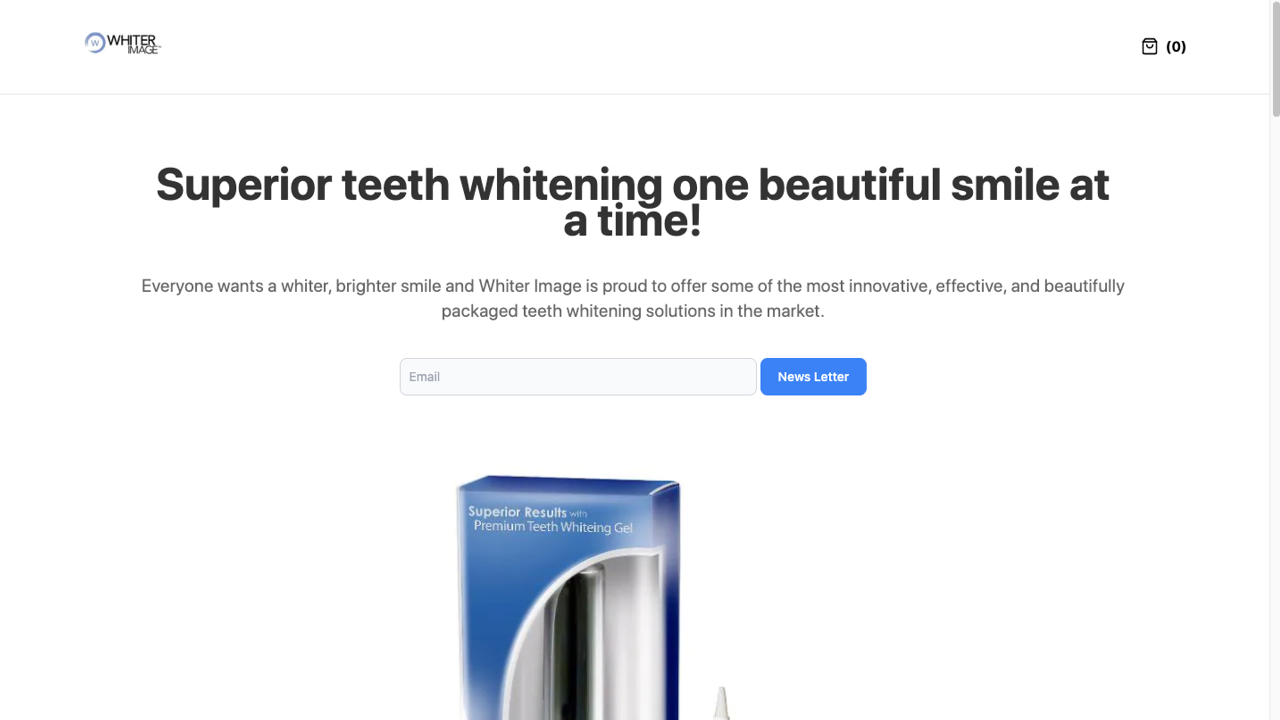 W WHITER
IMAGE
(0)
Superior teeth whitening one beautiful smile at
a time!
Everyone wants a whiter, brighter smile and Whiter Image is proud to offer some of the most innovative, effective, and beautifully
packaged teeth whitening solutions in the market.
Email
News Letter
Superior Results with
Premium Teeth Whiteing Gel